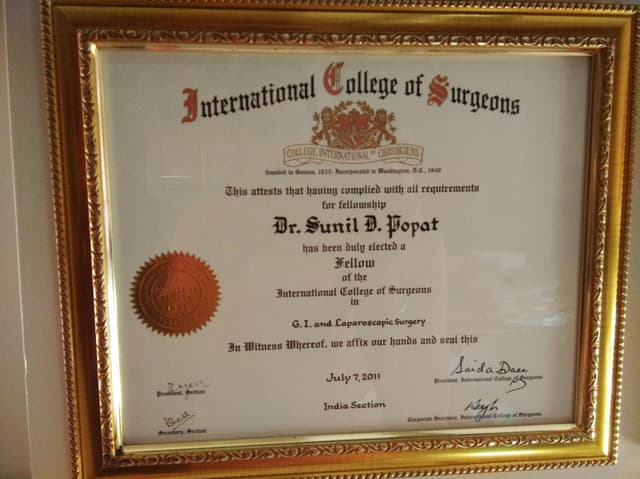 International College of Surgeons
COLLEGE INTERNATIONAL DE CHIRURGIENS
founded in Geneva, 1935; Incorporated in Washington, D.C., 1940
This attests that having complied with all requirements
for fellowship
Dr. Sunil D. Popat
has been duly elected a
Fellow
of the
International College of Surgeons
in
G. I. and Laparoscopic Surgery
In Witness Whereof, we affix our hands and seal this
July 7, 2011
India Section
President, Section
Secretary, Section
President, International College of Surgeons
Corporate Secretary, International College of Surgeons